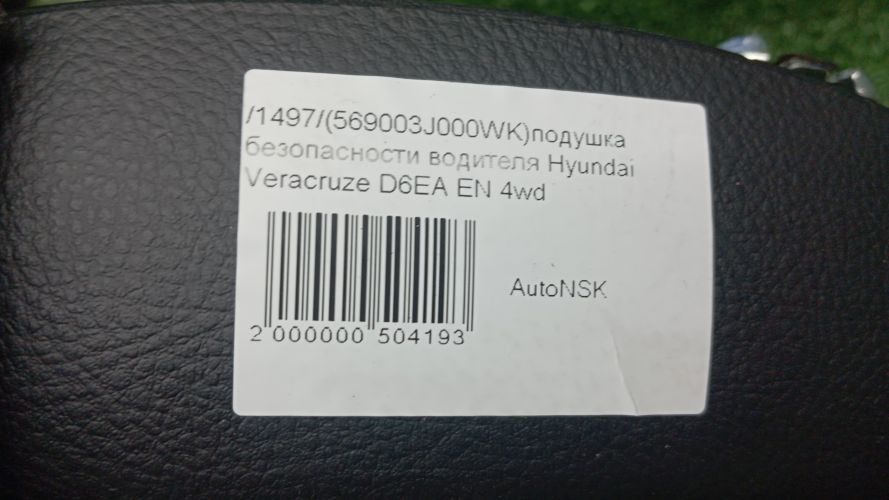 /1497/(569003J000WK)подушка
безопасности водителя Hyundai
Veracruze D6EA EN 4wd
AutoNSK
2 000000 504193